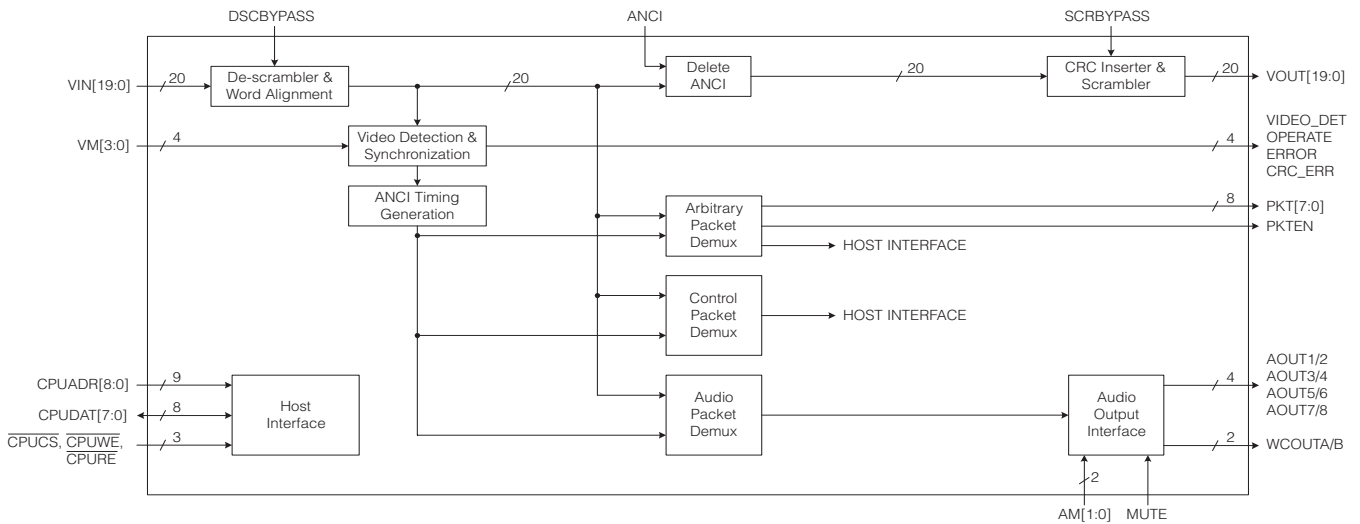 DSCBYPASS
ANCI
SCRBYPASS
VIN[19:0]
20
De-scrambler &
Word Alignment
20
Delete
ANCI
20
CRC Inserter &
Scrambler
20
VOUT[19:0]
VM[3:0]
4
Video Detection &
Synchronization
4
VIDEO_DET
OPERATE
ERROR
CRC_ERR
ANCI Timing
Generation
Arbitrary
Packet
Demux
8
PKT[7:0]
PKTEN
HOST INTERFACE
Control
Packet
Demux
HOST INTERFACE
CPUADR[8:0]
9
CPUDAT[7:0]
8
CPUCS, CPUWE,
CPURE
3
Host
Interface
Audio
Packet
Demux
Audio
Output
Interface
4
AOUT1/2
AOUT3/4
AOUT5/6
AOUT7/8
2
WCOUTA/B
2
AM[1:0]
MUTE